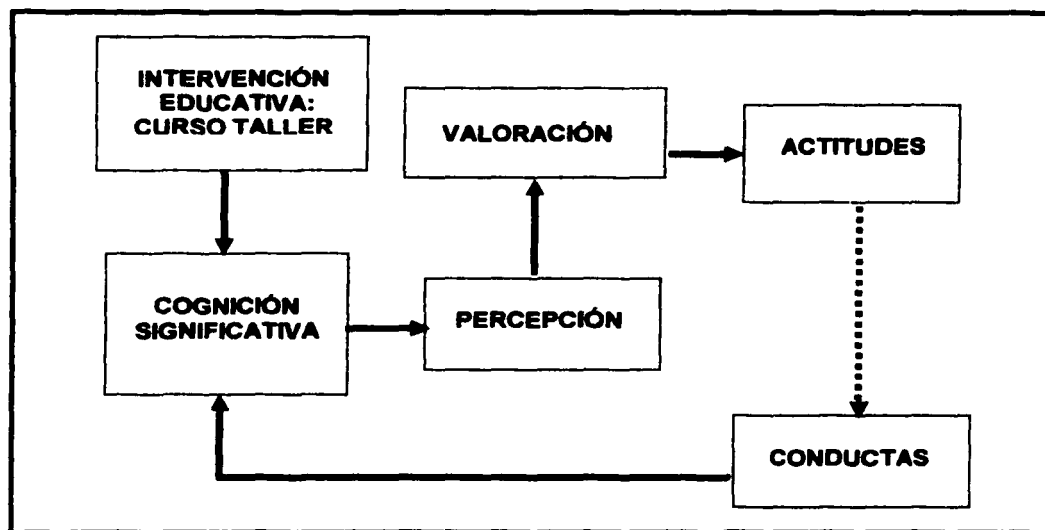 INTERVENCIÓN
EDUCATIVA:
CURSO TALLER
VALORACIÓN
ACTITUDES
COGNICIÓN
SIGNIFICATIVA
PERCEPCIÓN
CONDUCTAS